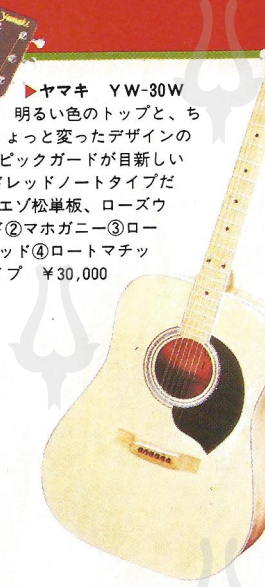 Yamaki
▶ヤマキ　ＹＷ-30Ｗ
明るい色のトップと、ち
ょっと変ったデザインの
ピックガードが目新しい
ドレッドノートタイプだ
エゾ松単板、ローズウ
②マホガニー③ロー
ッド④ロートマチッ
イプ　￥30,000